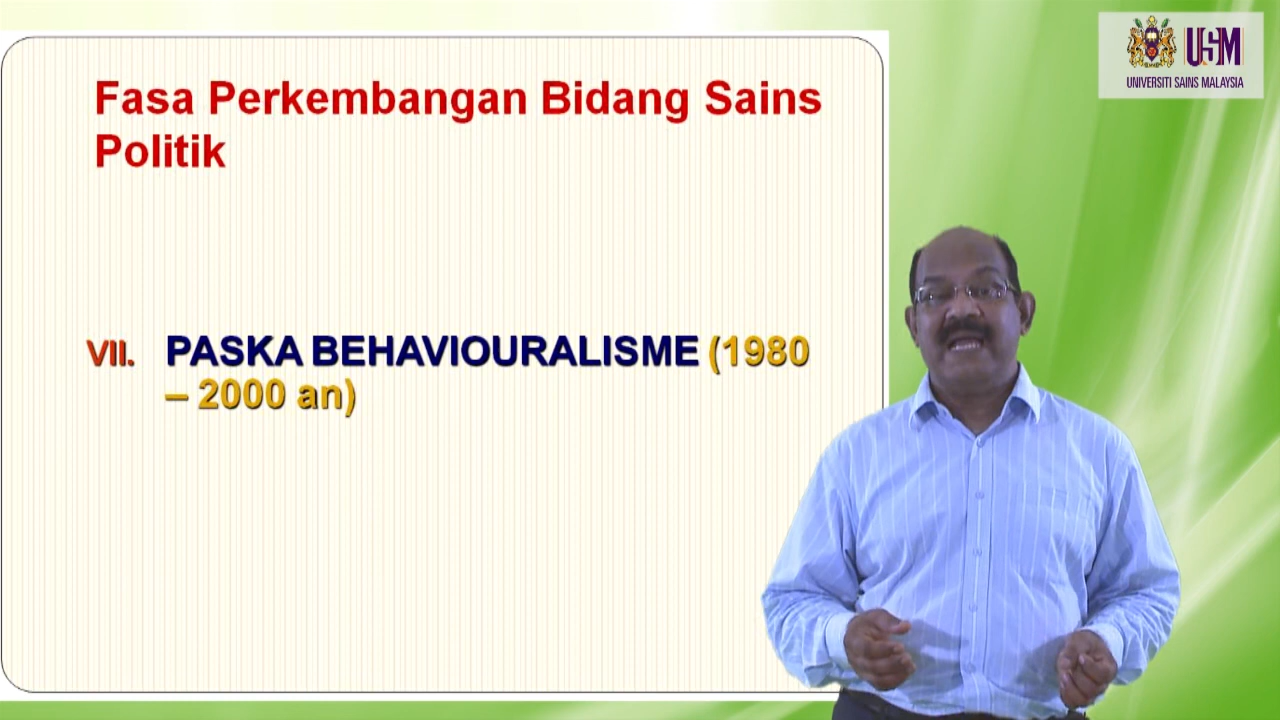 Fasa Perkembangan Bidang Sains
Politik
VII. PASKA BEHAVIOURALISME (1980
– 2000 an)
USM
UNIVERSITI SAINS MALAYSIA